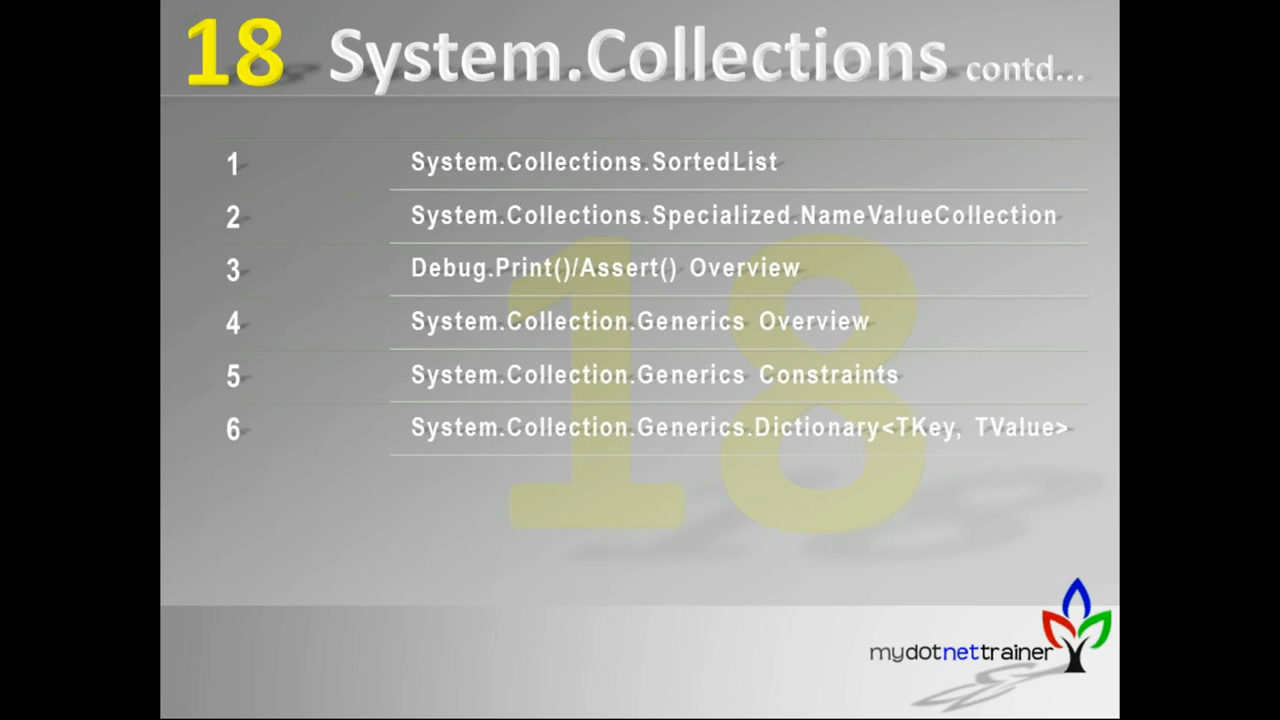 18 System.Collections contd...
1 System.Collections.SortedList
2 System.Collections.Specialized.NameValueCollection
3 Debug.Print()/Assert() Overview
4 System.Collection.Generics Overview
5 System.Collection.Generics Constraints
6 System.Collection.Generics.Dictionary<TKey, TValue>
18
mydotnettrainer